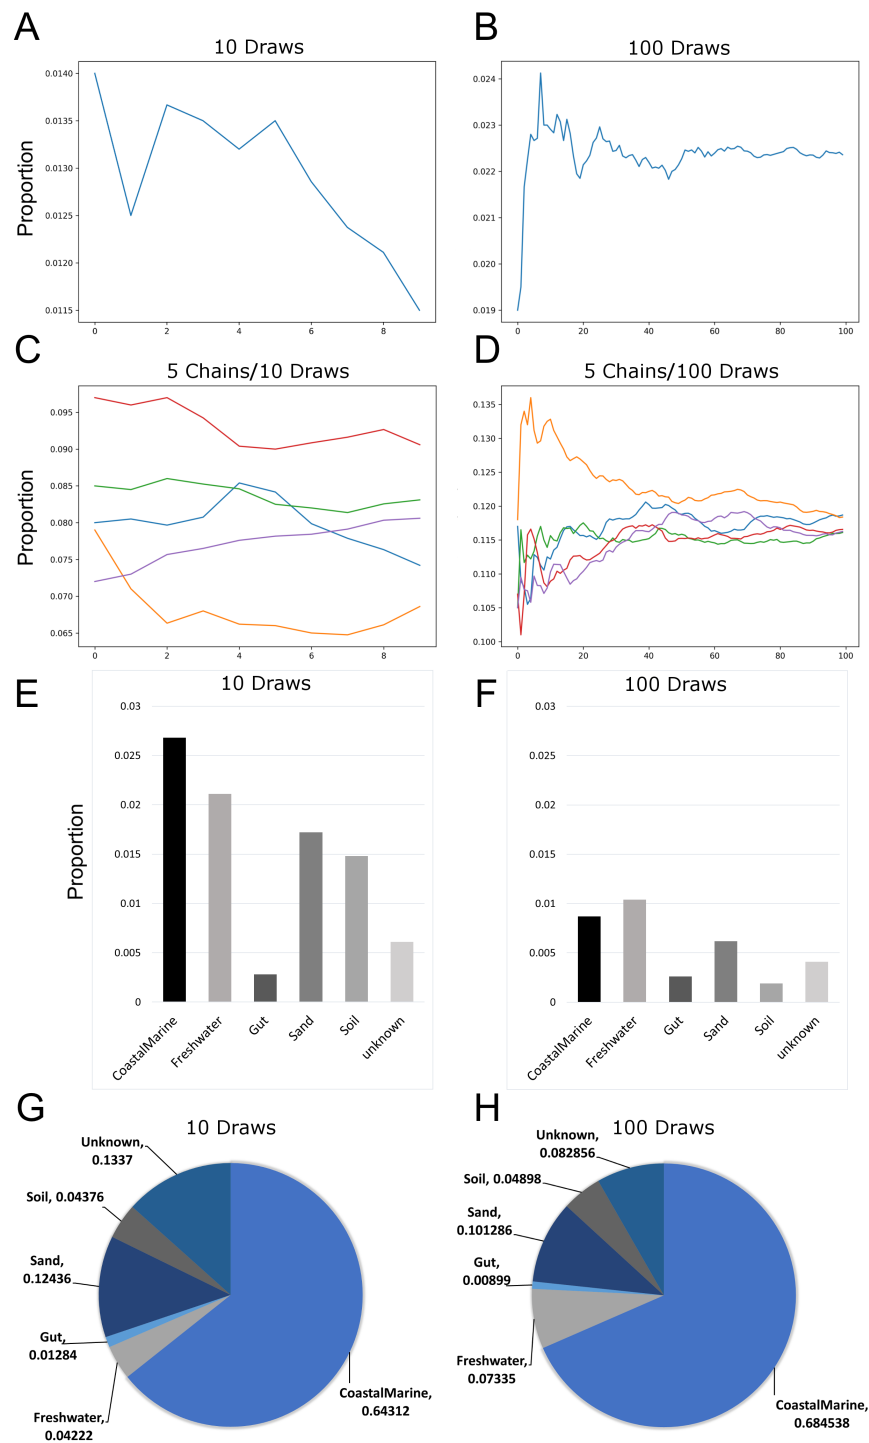 A
10 Draws
Proportion
0.0140
0.0135
0.0130
0.0125
0.0120
0.0115
0 2 4 6 8
B
100 Draws
0.024
0.023
0.022
0.021
0.020
0.019
0 20 40 60 80 100
C
5 Chains/10 Draws
Proportion
0.095
0.090
0.085
0.080
0.075
0.070
0.065
0 2 4 6 8
D
5 Chains/100 Draws
0.135
0.130
0.125
0.120
0.115
0.110
0.105
0.100
0 20 40 60 80 100
E
10 Draws
Proportion
0.03
0.025
0.02
0.015
0.01
0.005
0
CoastalMarine
Freshwater
Gut
Sand
Soil
unknown
F
100 Draws
0.03
0.025
0.02
0.015
0.01
0.005
0
CoastalMarine
Freshwater
Gut
Sand
Soil
unknown
G
10 Draws
Unknown,
0.1337
Soil, 0.04376
Sand,
0.12436
Gut,
0.01284
Freshwater,
0.04222
CoastalMarine,
0.64312
H
100 Draws
Unknown,
0.082856
Soil, 0.04898
Sand,
0.101286
Gut,
0.00899
Freshwater,
0.07335
CoastalMarine,
0.684538